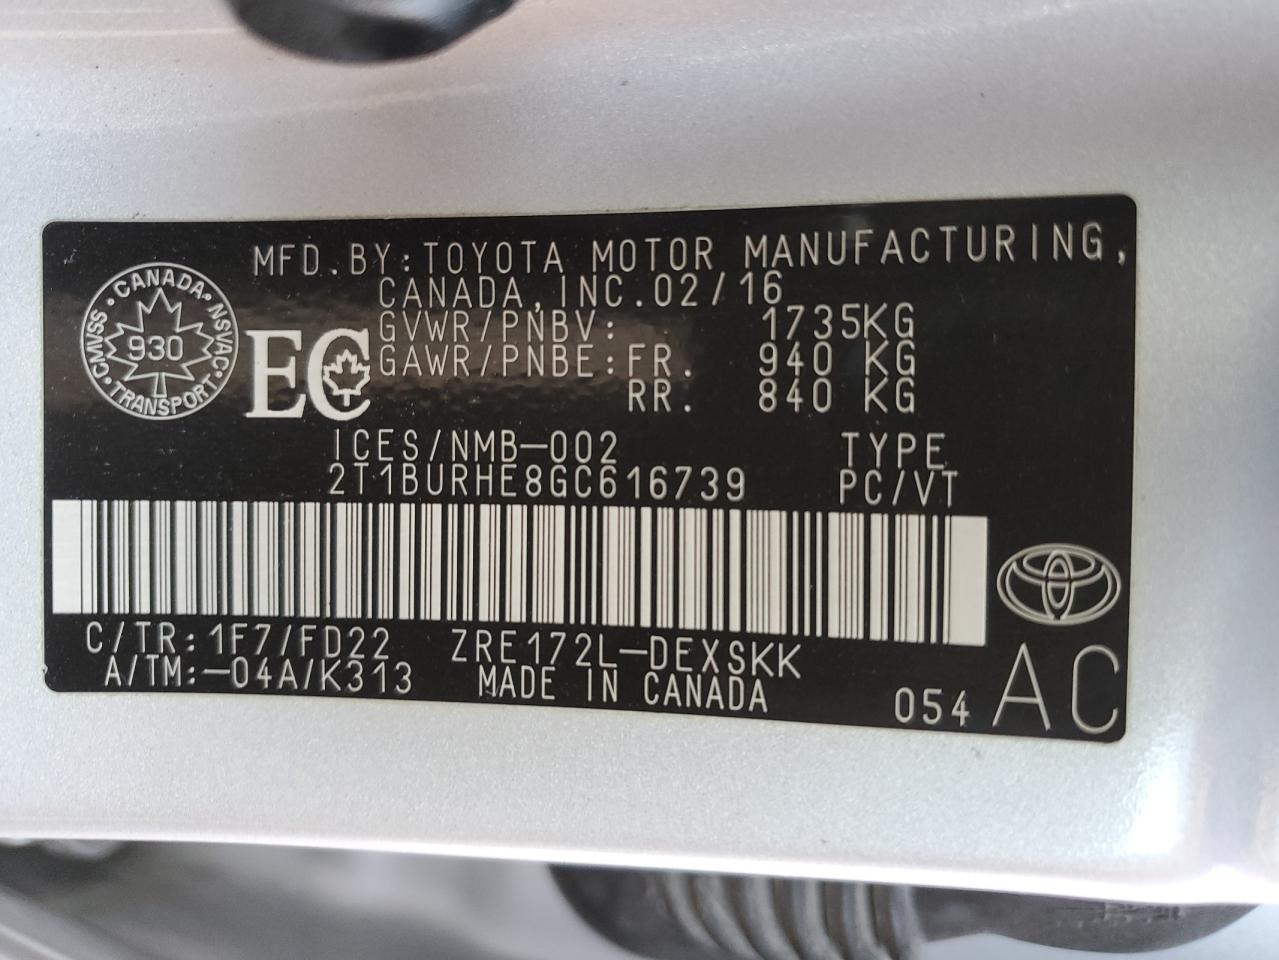 MFD.BY:TOYOTA MOTOR MANUFACTURING,
CANADA,INC.02/16
GVWR/PNBV: 1735KG
GAWR/PNBE:FR. 940 KG
RR. 840 KG
CANADA • NSVAC • TRANSPORT • CMVSS •
930
EC
ICES/NMB-002 TYPE
2T1BURHE8GC616739 PC/VT
C/TR:1F7/FD22 ZRE172L-DEXSKK
A/TM:-04A/K313 MADE IN CANADA
054 AC